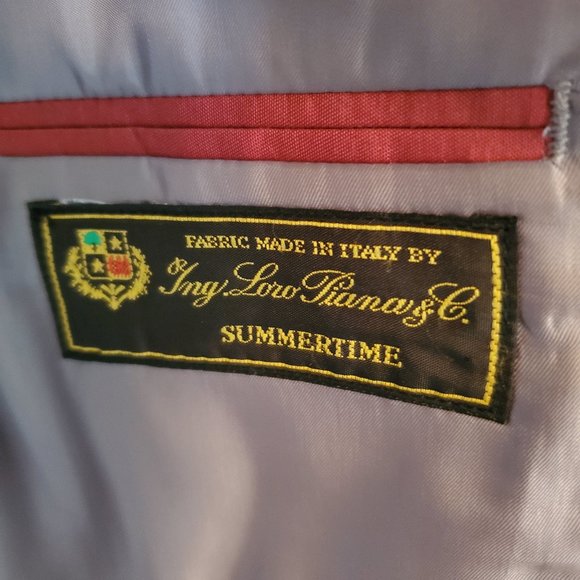 FABRIC MADE IN ITALY BY
Ing. Loro Piana & C.
SUMMERTIME